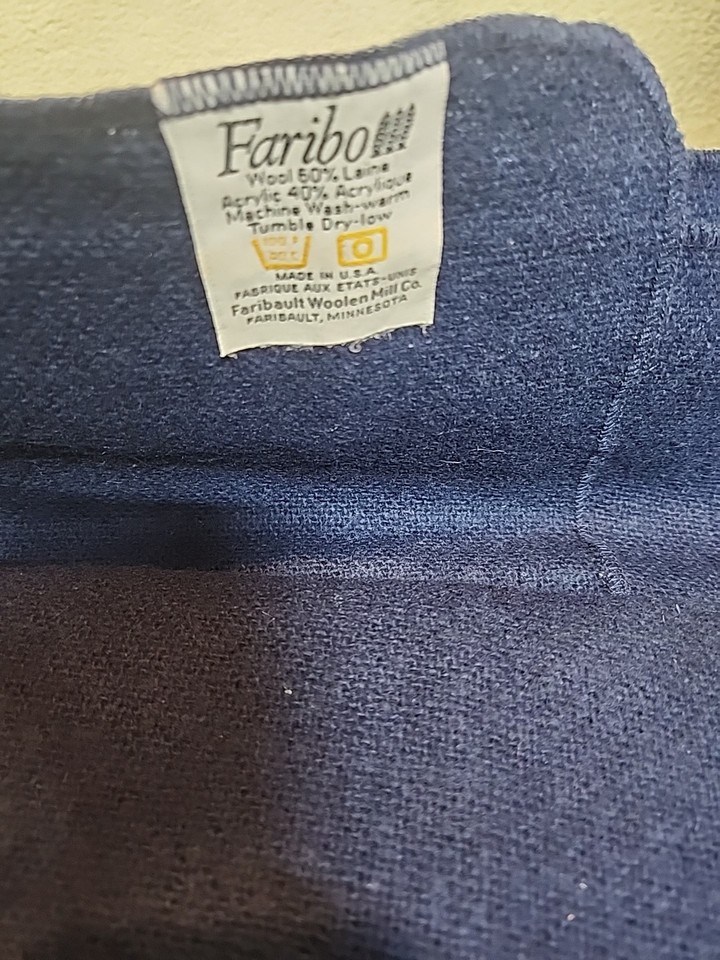 Faribo
Wool 60% Laine
Acrylic 40% Acrylique
Machine Wash-warm
Tumble Dry-low
MADE IN U.S.A.
FABRIQUE AUX ETATS-UNIS
Faribault Woolen Mill Co.
FARIBAULT, MINNESOTA